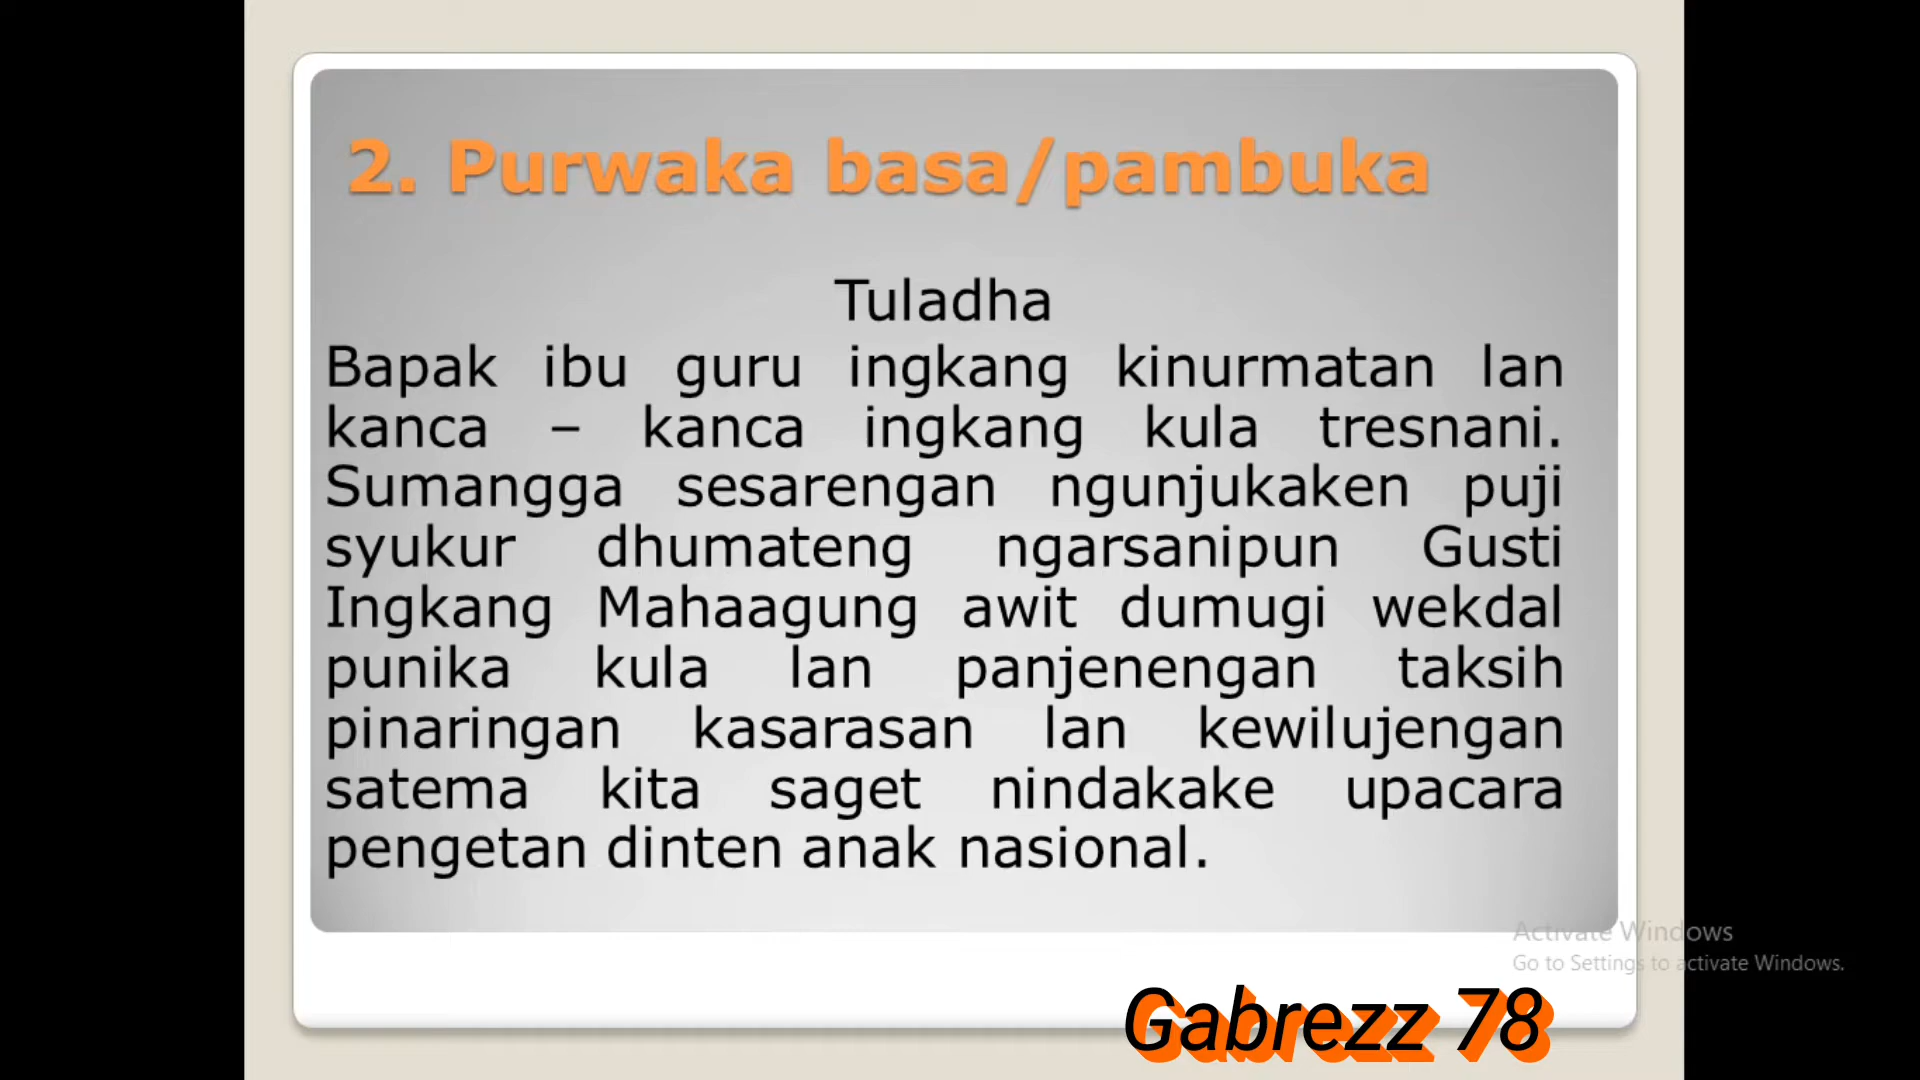 2. Purwaka basa/pambuka
Tuladha
Bapak ibu guru ingkang kinurmatan lan
kanca – kanca ingkang kula tresnani.
Sumangga sesarengan ngunjukaken puji
syukur dhumateng ngarsanipun Gusti
Ingkang Mahaagung awit dumugi wekdal
punika kula lan panjenengan taksih
pinaringan kasarasan lan kewilujengan
satema kita saget nindakake upacara
pengetan dinten anak nasional.
Activate Windows
Go to Settings to activate Windows.
Gabrezz 78